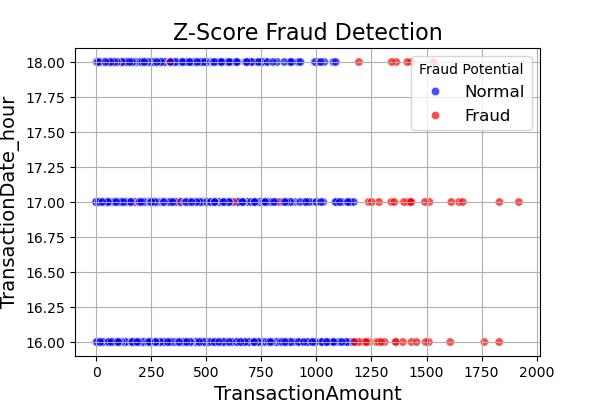 Z-Score Fraud Detection
TransactionDate_hour
18.00
17.75
17.50
17.25
17.00
16.75
16.50
16.25
16.00
Fraud Potential
Normal
Fraud
0 250 500 750 1000 1250 1500 1750 2000
TransactionAmount